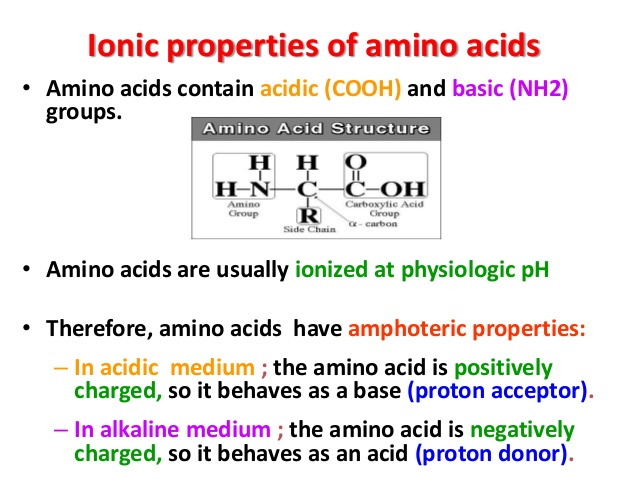 Ionic properties of amino acids
• Amino acids contain acidic (COOH) and basic (NH2)
groups.
Amino Acid Structure
H H O
H–N–C–C–OH
Amino
Group
R
Side Chain
Carboxylic Acid
Group
α - carbon
• Amino acids are usually ionized at physiologic pH
• Therefore, amino acids have amphoteric properties:
– In acidic medium ; the amino acid is positively
charged, so it behaves as a base (proton acceptor).
– In alkaline medium ; the amino acid is negatively
charged, so it behaves as an acid (proton donor).